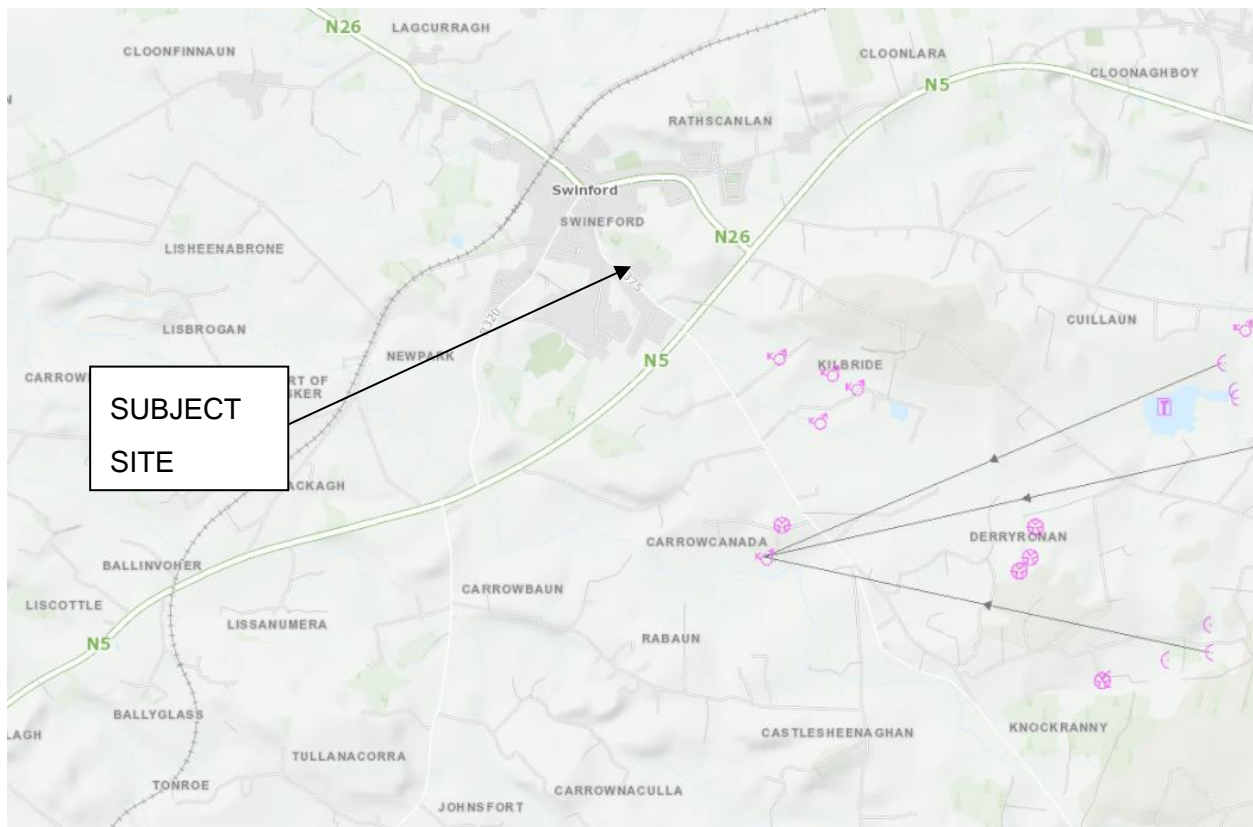 N26
LAGCURRAGH
CLOONFINNAUN
CLOONLARA
CLOONAGHBOY
N5
RATHSCANLAN
Swinford
SWINEFORD
N26
LISHEENABRONE
CUILLAUN
LISBROGAN
NEWPARK
N5
KILBRIDE
SUBJECT
SITE
CARRowcANADA
DERRYRONAN
BALLINVOHER
CARROWBAUN
LISCOTTLE
LISSANUMERA
RABAUN
N5
BALLYGLASS
CASTLESHEENAGHAN
KNOCKRANNY
TULLANACORRA
TONROE
CARROWNACULLA
JOHNSFORT